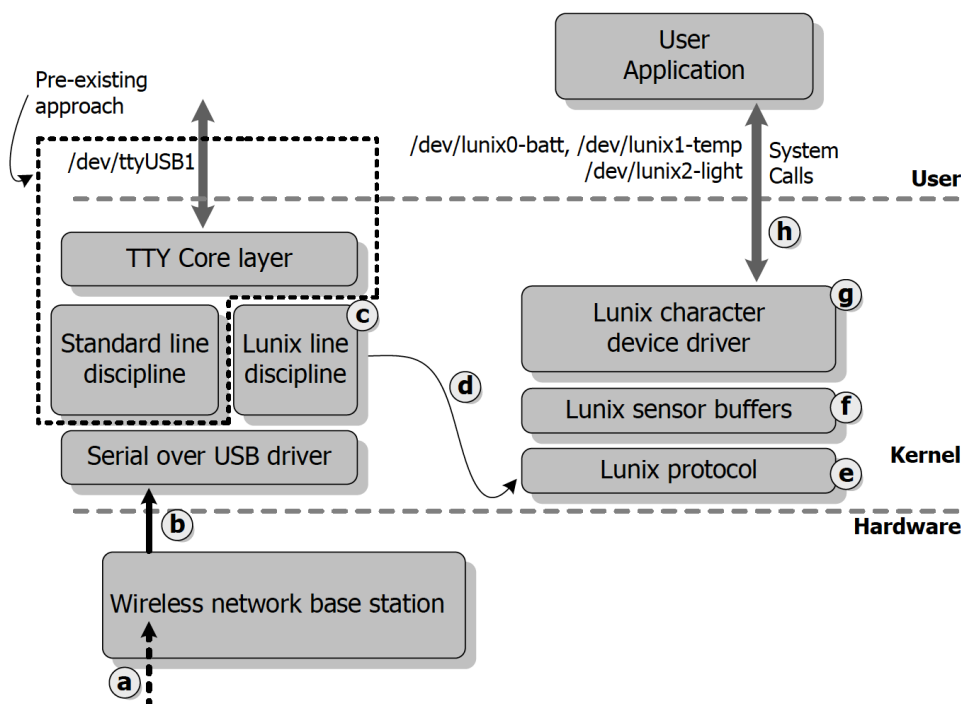 User
Application
Pre-existing
approach
/dev/ttyUSB1
/dev/lunix0-batt, /dev/lunix1-temp
/dev/lunix2-light
System
Calls
User
h
TTY Core layer
g
Lunix character
device driver
c
Standard line
discipline
Lunix line
discipline
d
Lunix sensor buffers
f
Serial over USB driver
Lunix protocol
e
Kernel
b
Hardware
Wireless network base station
a